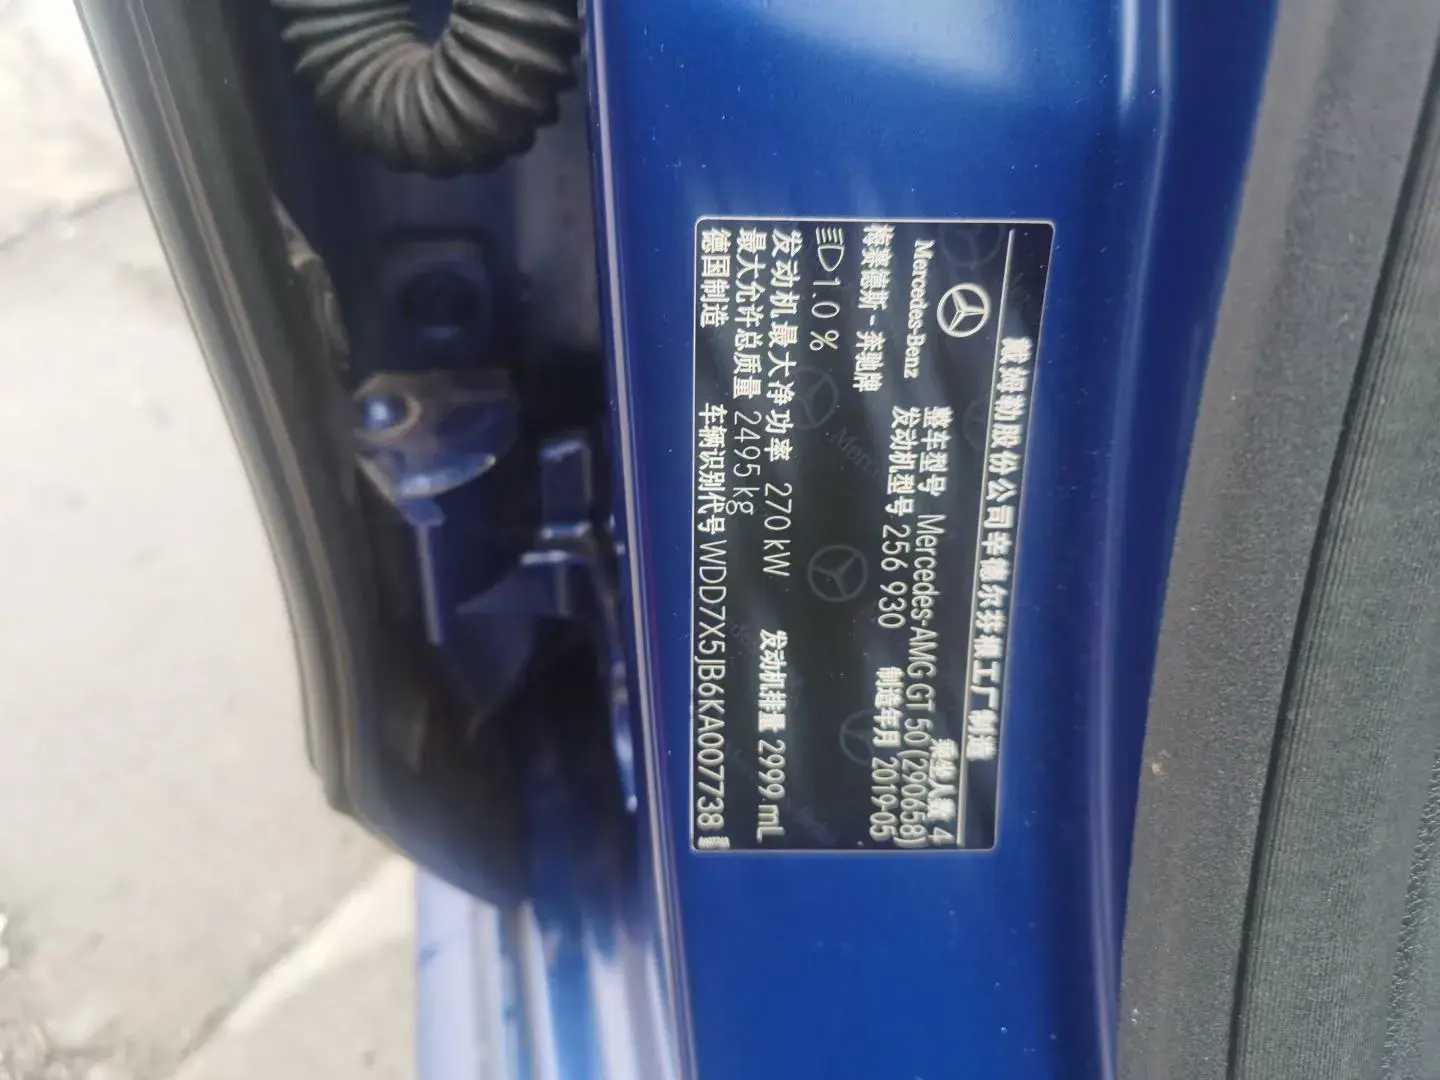 戴姆勒股份公司辛德尔芬根工厂制造
Mercedes-Benz
乘坐人数 4
整车型号 Mercedes-AMG GT 50 (290658)
梅赛德斯-奔驰牌
发动机型号 256 930 制造年月 2019-05
1.0 %
发动机最大净功率 270 kW 发动机排量 2999 mL
最大允许总质量 2495 kg
德国制造 车辆识别代号 WDD7X5JB6KA007738